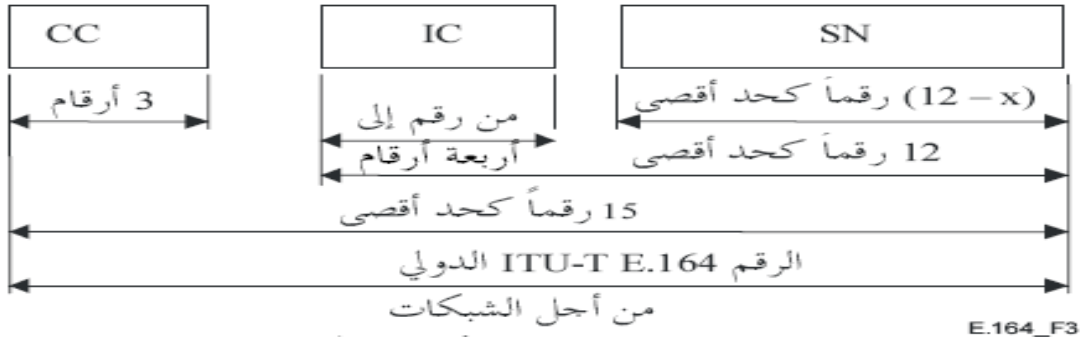 CC IC SN
3 أرقام
من رقم إلى
أربعة أرقام
(12 – x) رقماً كحد أقصى
12 رقماً كحد أقصى
15 رقماً كحد أقصى
الرقم ITU-T E.164 الدولي
من أجل الشبكات
E.164_F3